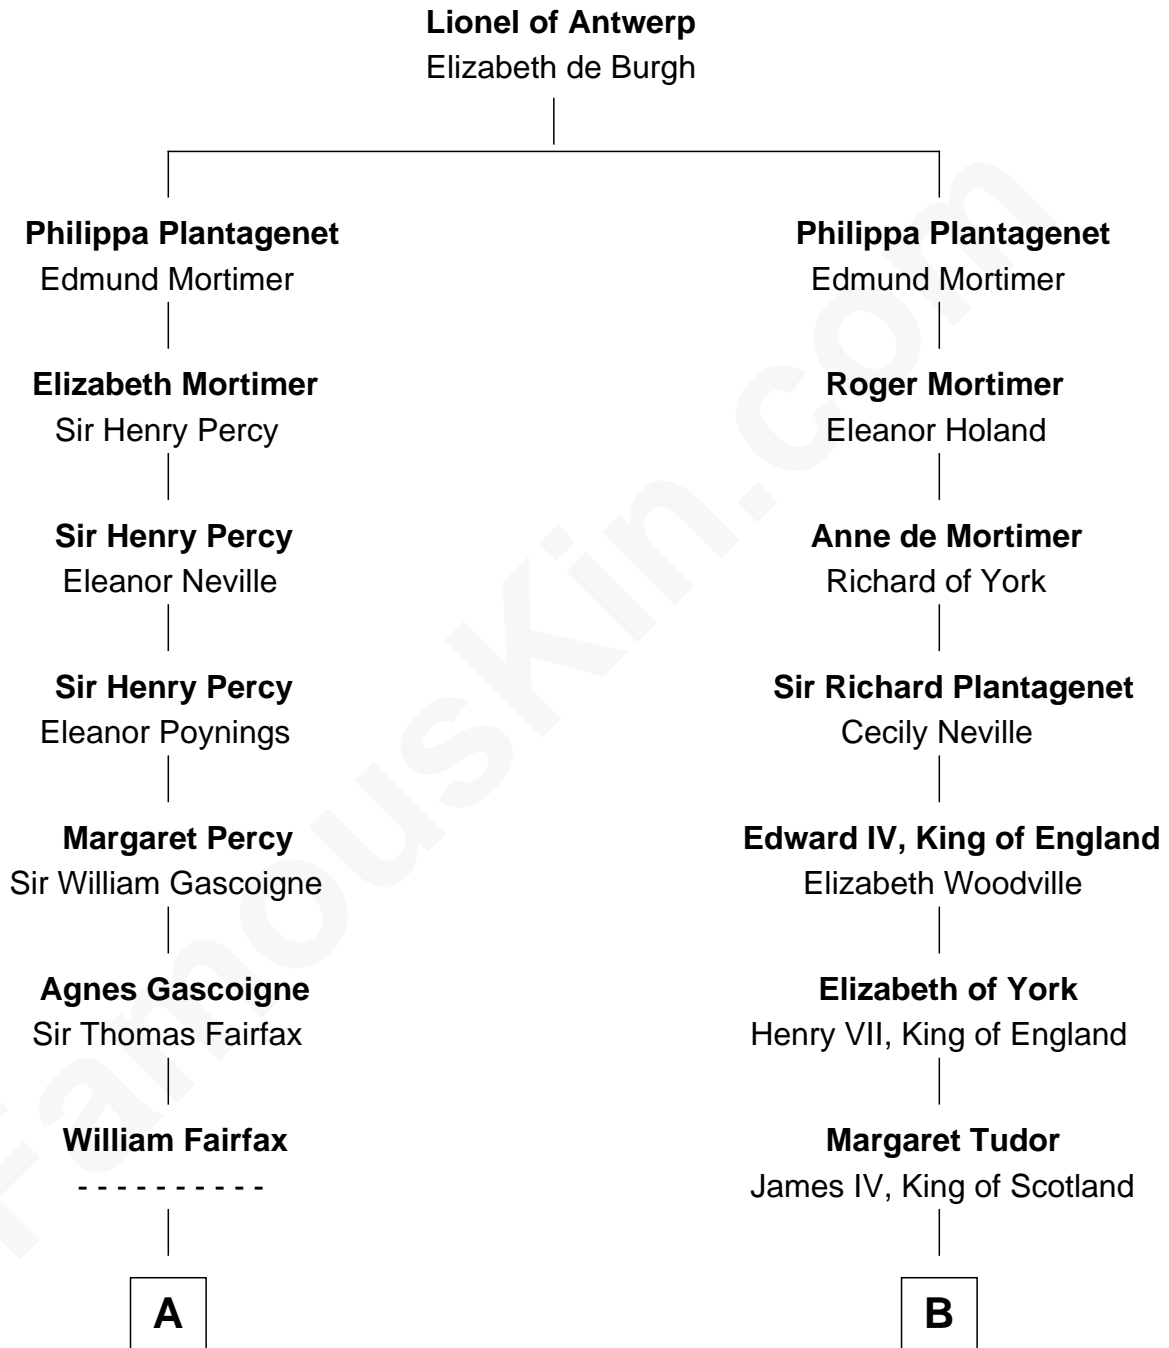 Lionel of Antwerp
Elizabeth de Burgh
Philippa Plantagenet
Edmund Mortimer
Philippa Plantagenet
Edmund Mortimer
Elizabeth Mortimer
Sir Henry Percy
Roger Mortimer
Eleanor Holand
Sir Henry Percy
Eleanor Neville
Anne de Mortimer
Richard of York
Sir Henry Percy
Eleanor Poynings
Sir Richard Plantagenet
Cecily Neville
Margaret Percy
Sir William Gascoigne
Edward IV, King of England
Elizabeth Woodville
Agnes Gascoigne
Sir Thomas Fairfax
Elizabeth of York
Henry VII, King of England
William Fairfax
- - - - - - - - - -
Margaret Tudor
James IV, King of Scotland
A
B
FamousKin.com